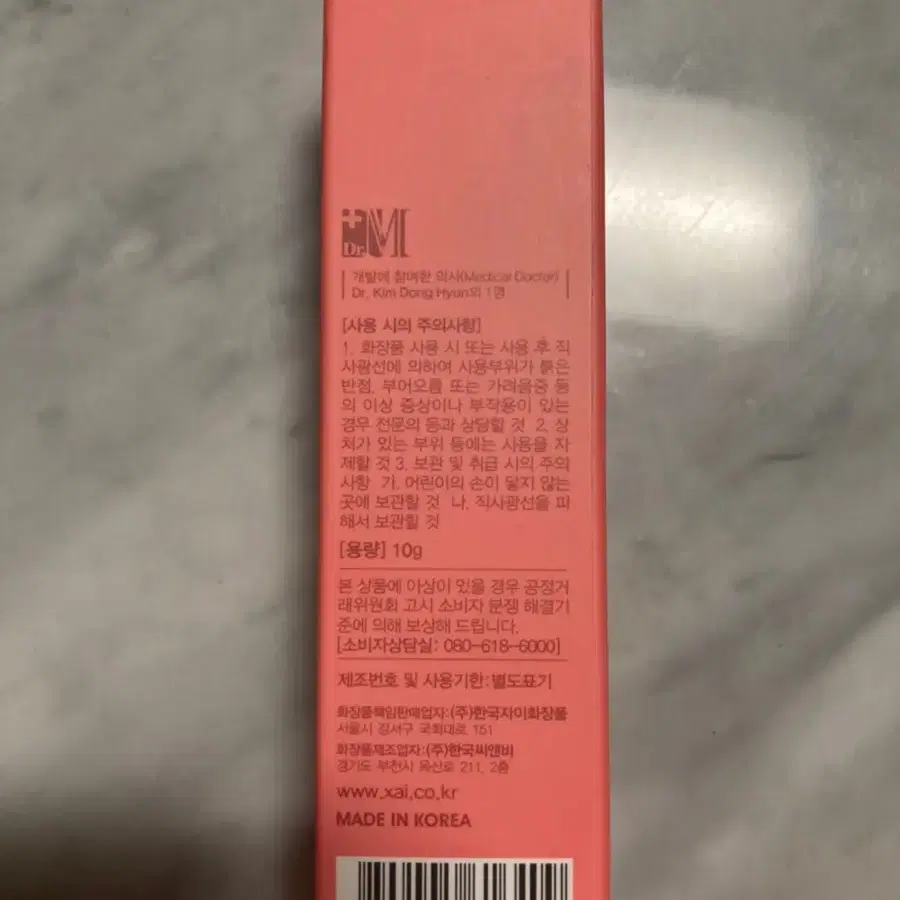 Dr. M
개발에 참여한 의사(Medical Doctor)
Dr. Kim Dong Hyun외 1명
[사용 시의 주의사항]
1. 화장품 사용 시 또는 사용 후 직
사광선에 의하여 사용부위가 붉은
반점, 부어오름 또는 가려움증 등
의 이상 증상이나 부작용이 있는
경우 전문의 등과 상담할 것 2. 상
처가 있는 부위 등에는 사용을 자
제할 것 3. 보관 및 취급 시의 주의
사항 가. 어린이의 손이 닿지 않는
곳에 보관할 것 나. 직사광선을 피
해서 보관할 것
[용량] 10g
본 상품에 이상이 있을 경우 공정거
래위원회 고시 소비자 분쟁 해결기
준에 의해 보상해 드립니다.
[소비자상담실: 080-618-6000]
제조번호 및 사용기한:별도표기
화장품책임판매업자:(주)한국자이화장품
서울시 강서구 국회대로 151
화장품제조업자:(주)한국씨앤비
경기도 부천시 옥산로 211, 2층
www.xai.co.kr
MADE IN KOREA